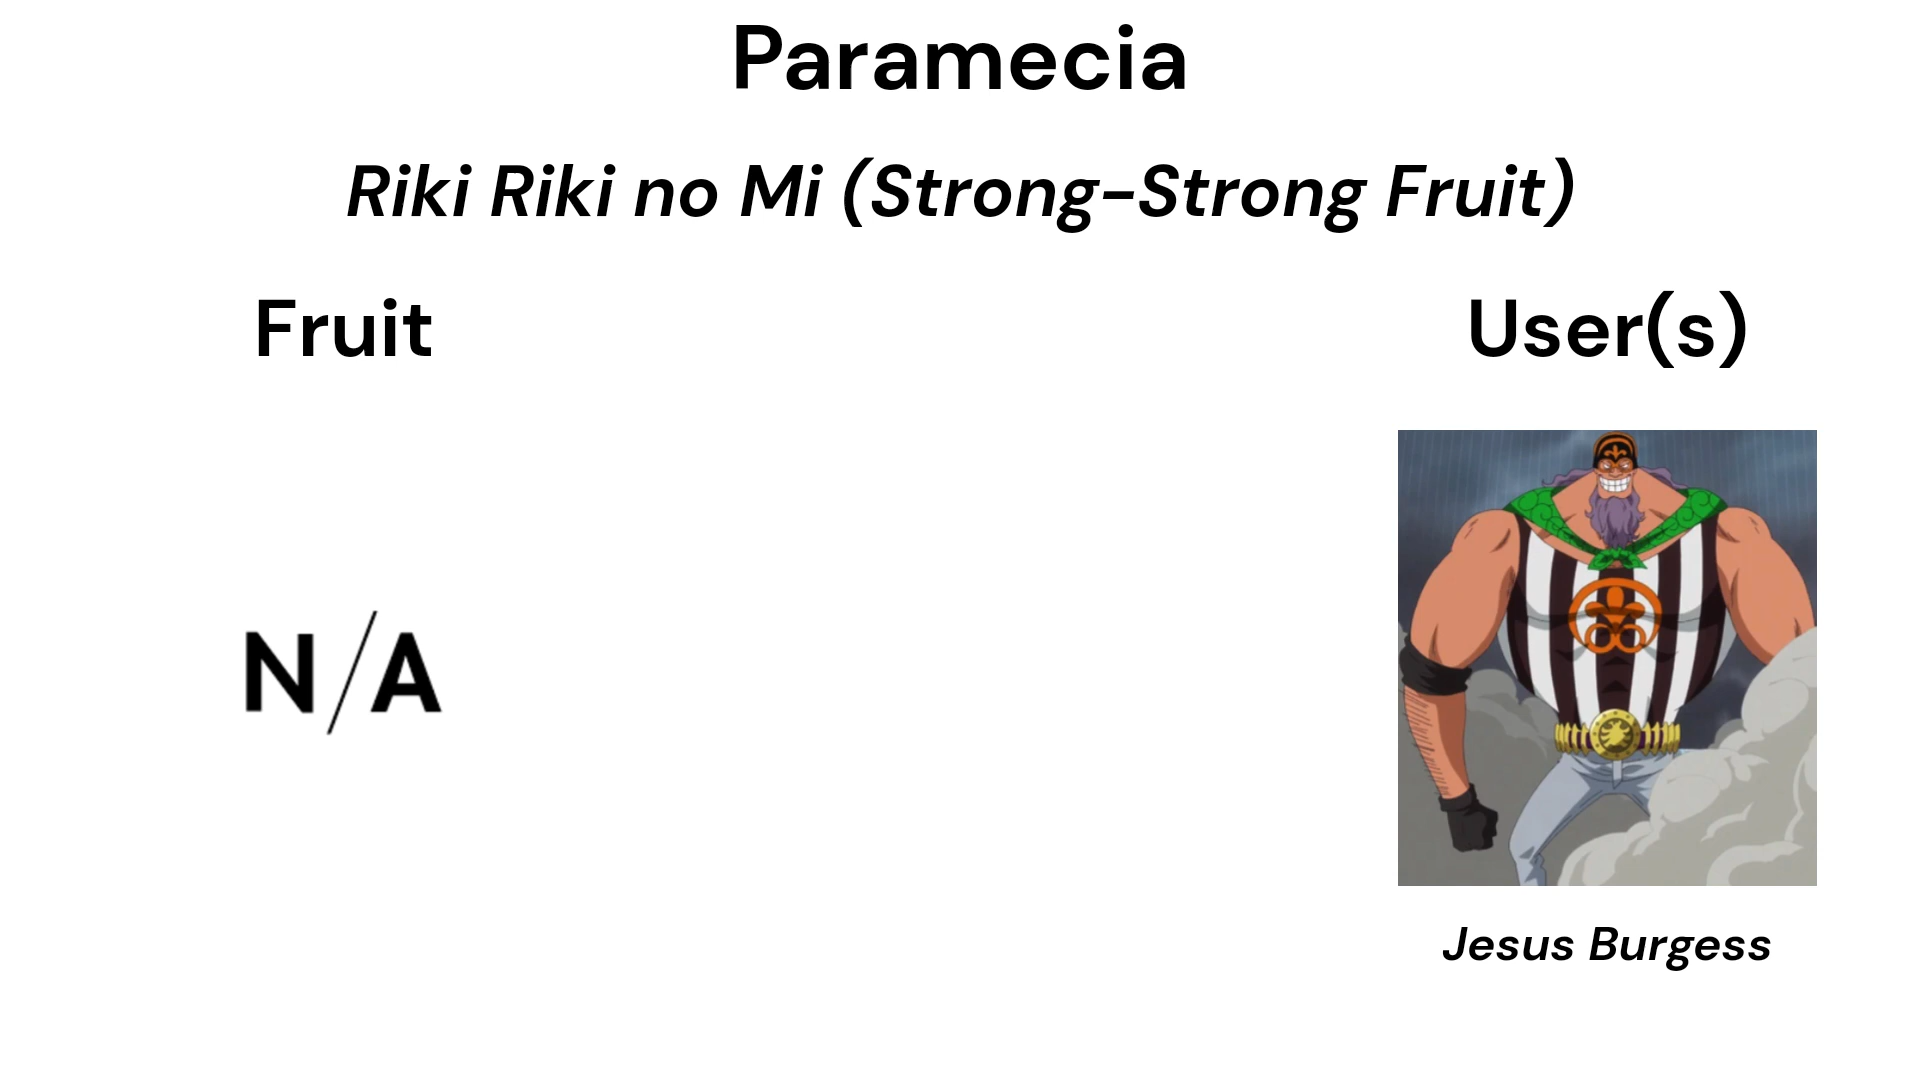 Paramecia
Riki Riki no Mi (Strong-Strong Fruit)
Fruit
User(s)
N/A
Jesus Burgess